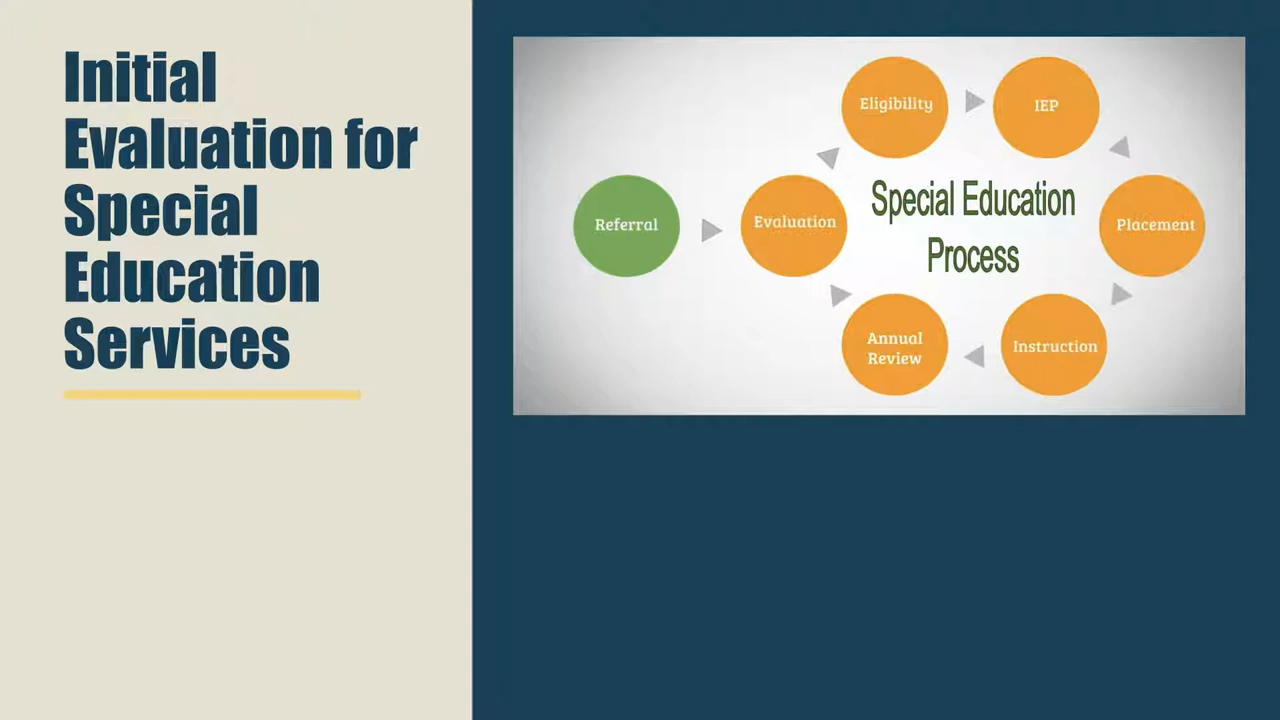 Initial
Evaluation for
Special
Education
Services
Eligibility
IEP
Referral
Evaluation
Special Education
Process
Placement
Annual
Review
Instruction